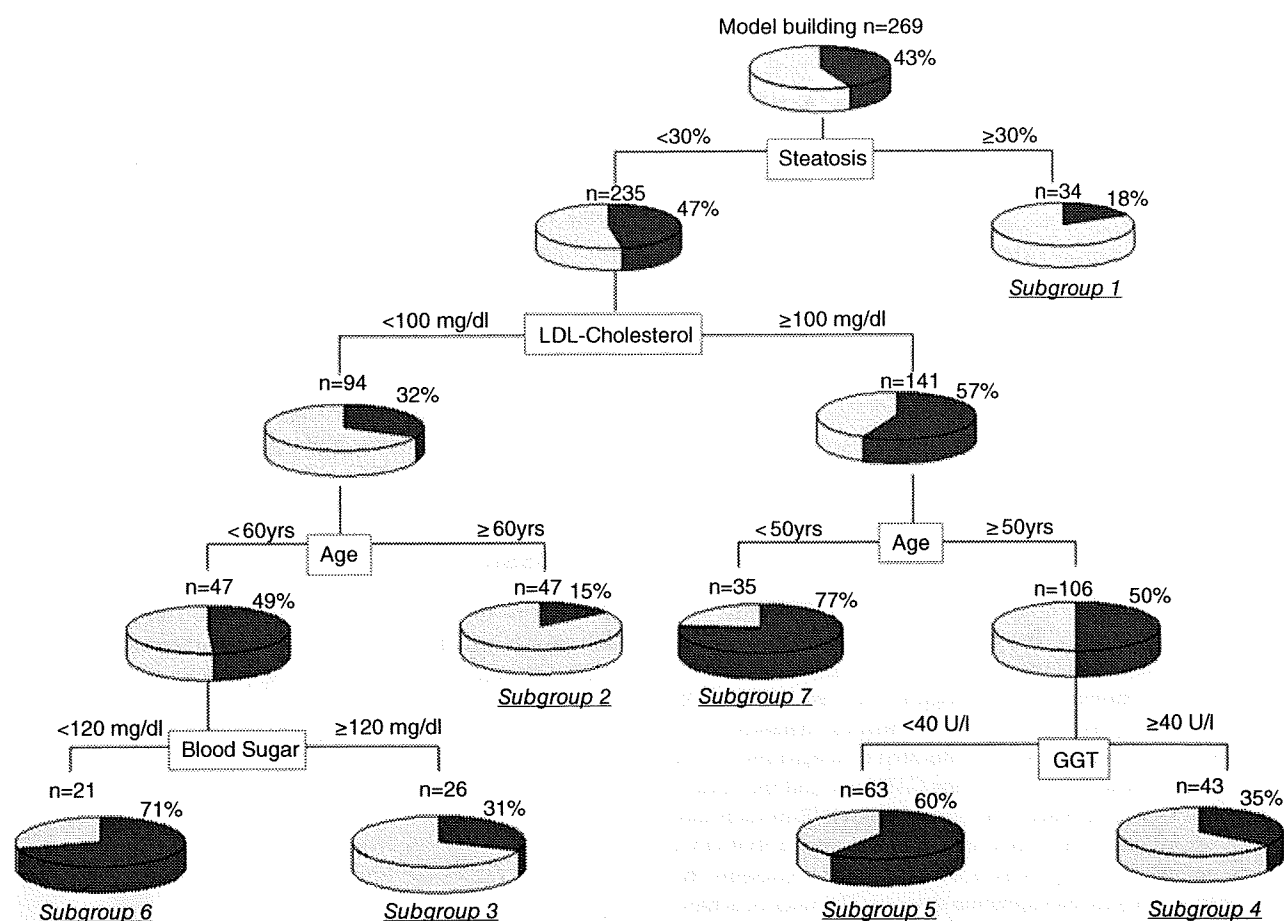 Model building n=269
43%
<30%
≥30%
Steatosis
n=235
47%
n=34
18%
Subgroup 1
<100 mg/dl
≥100 mg/dl
LDL-Cholesterol
n=94
32%
n=141
57%
<60yrs
≥60yrs
Age
<50yrs
≥50yrs
Age
n=47
49%
n=47
15%
Subgroup 2
n=35
77%
Subgroup 7
n=106
50%
<120 mg/dl
≥120 mg/dl
Blood Sugar
<40 U/l
≥40 U/l
GGT
n=21
71%
Subgroup 6
n=26
31%
Subgroup 3
n=63
60%
Subgroup 5
n=43
35%
Subgroup 4